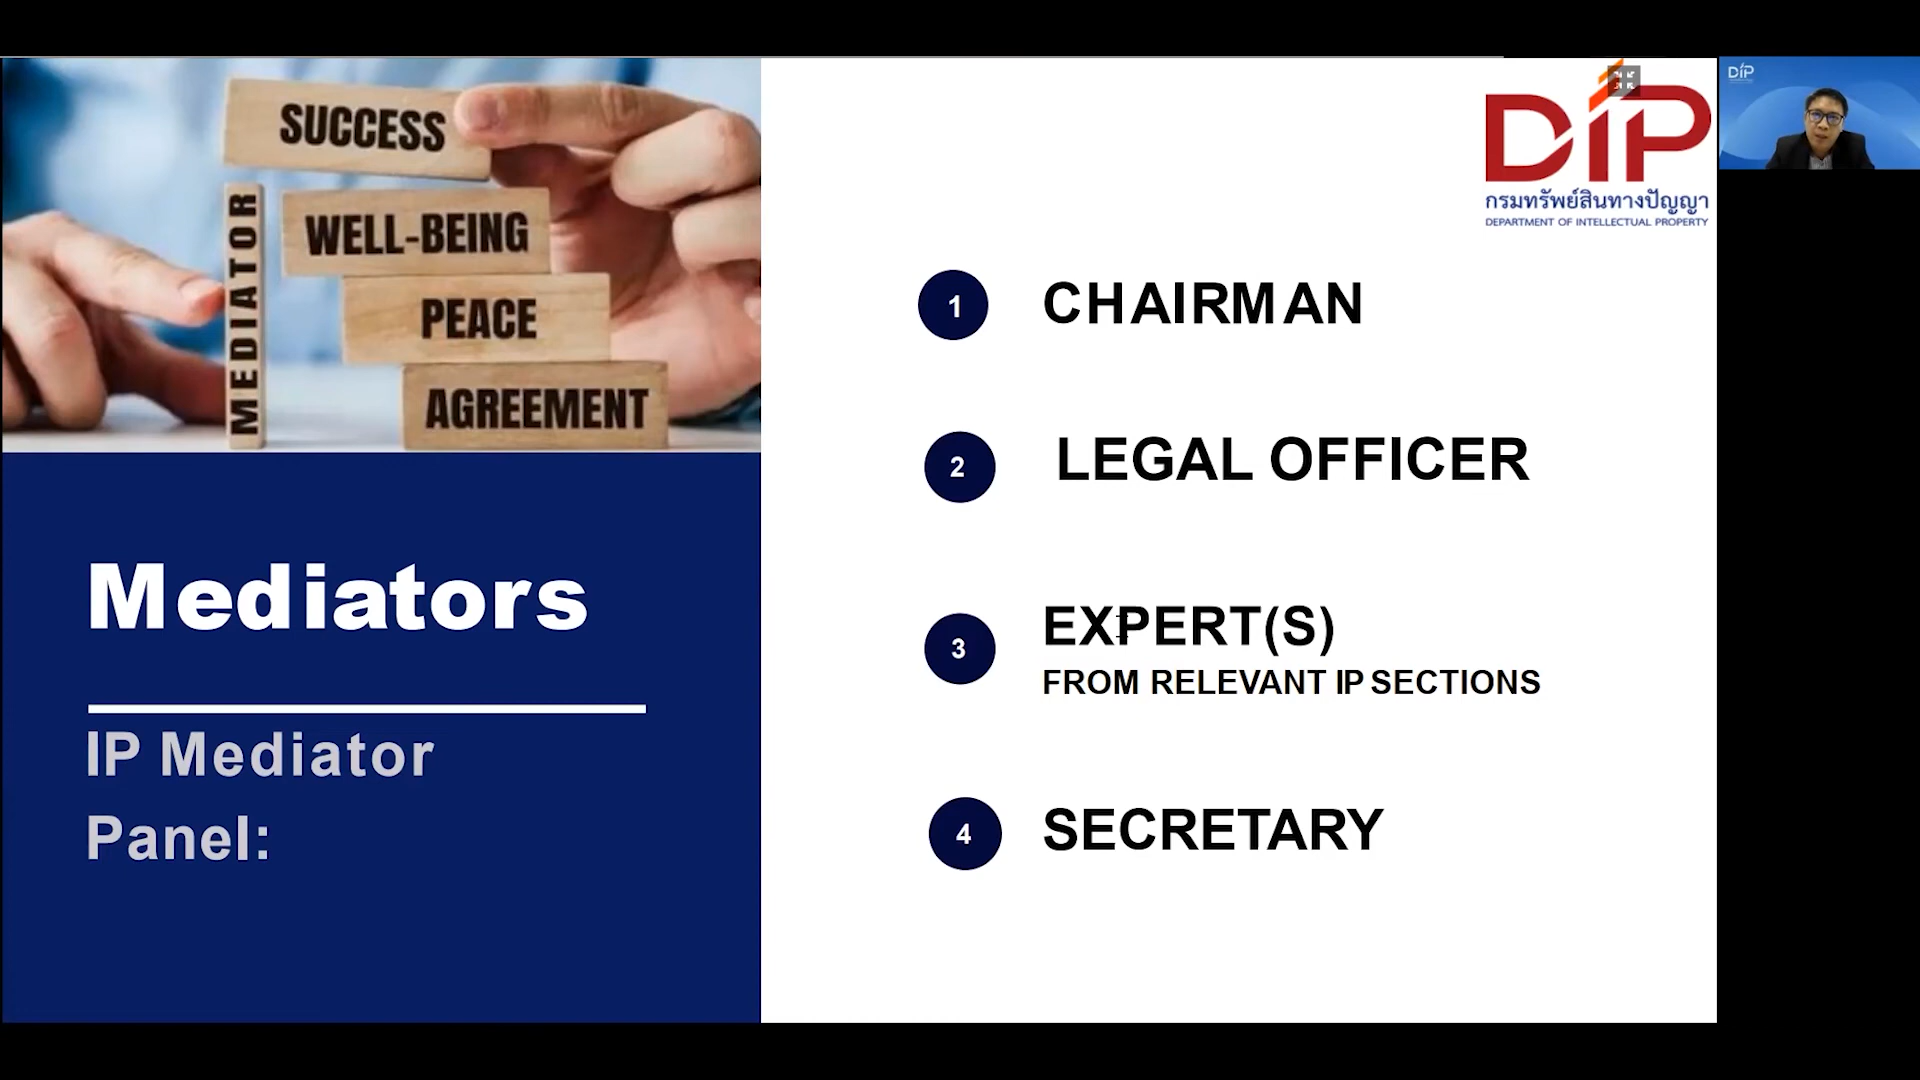 SUCCESS
WELL-BEING
PEACE
AGREEMENT
MEDIATOR
Mediators
IP Mediator
Panel:
DIP
กรมทรัพย์สินทางปัญญา
DEPARTMENT OF INTELLECTUAL PROPERTY
1 CHAIRMAN
2 LEGAL OFFICER
3 EXPERT(S)
FROM RELEVANT IP SECTIONS
4 SECRETARY
DIP